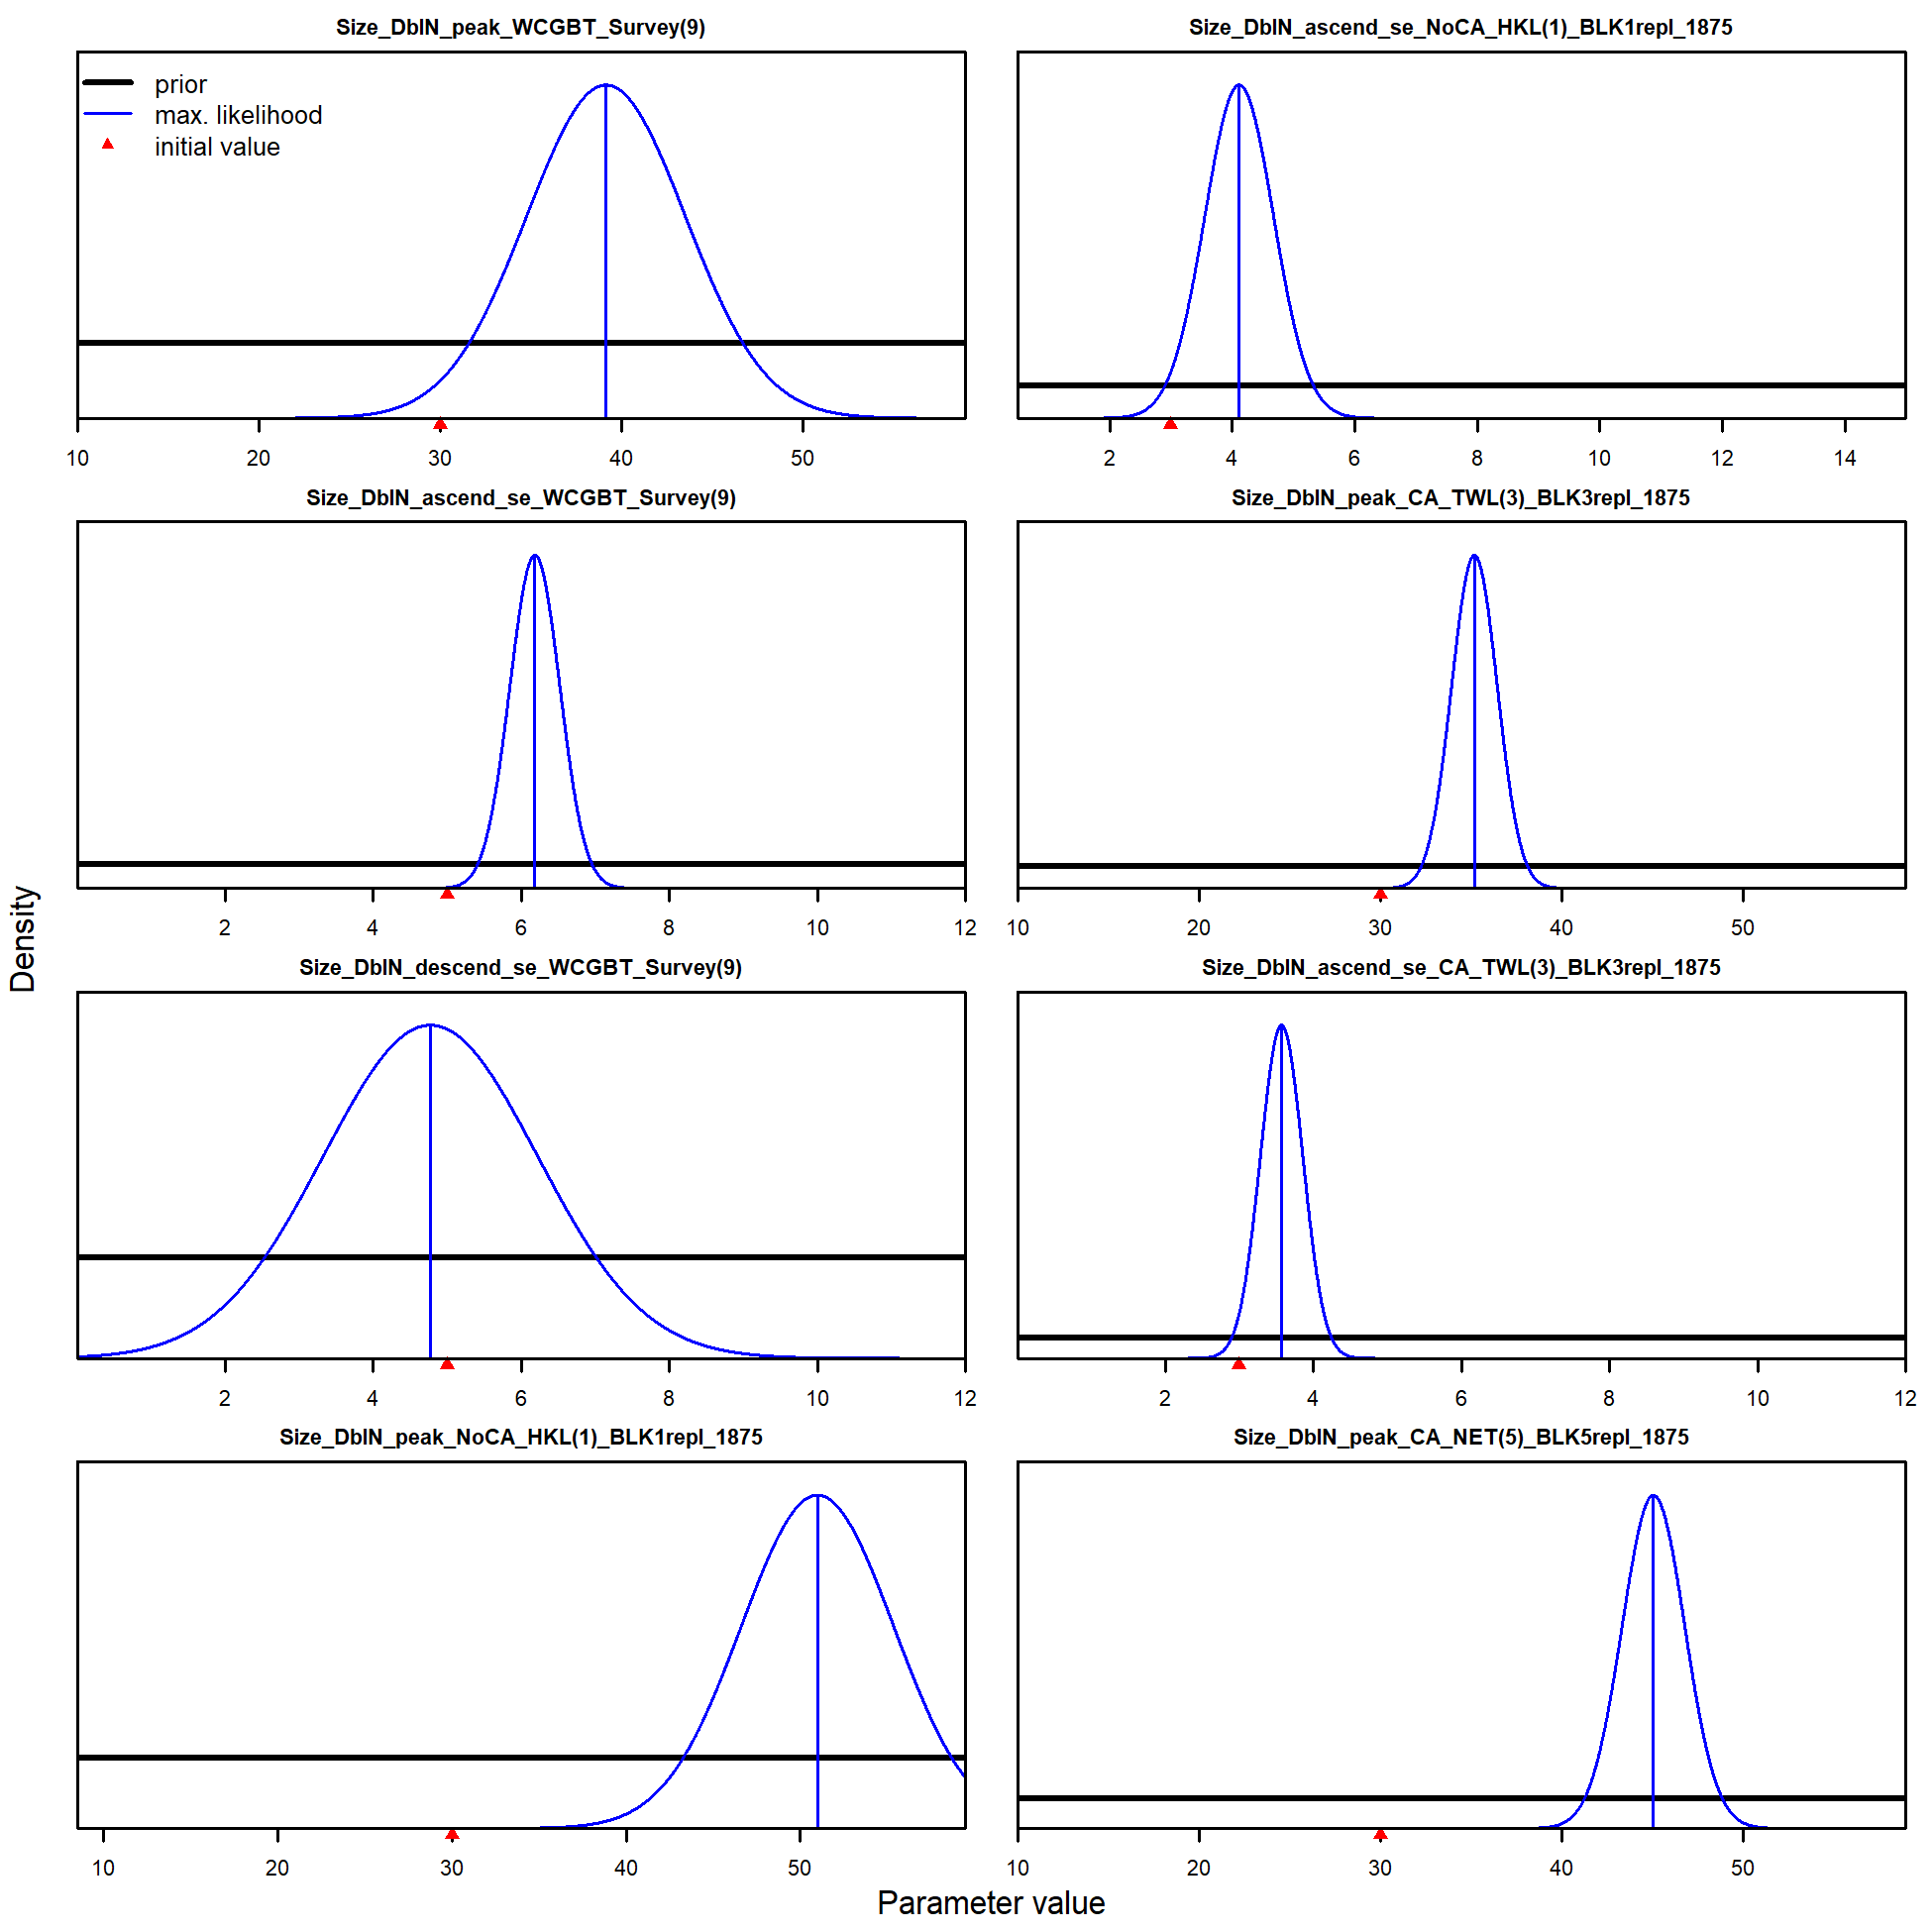 Size_DblN_peak_WCGBT_Survey(9)
prior
max. likelihood
initial value
10 20 30 40 50
Size_DblN_ascend_se_NoCA_HKL(1)_BLK1repl_1875
2 4 6 8 10 12 14
Size_DblN_ascend_se_WCGBT_Survey(9)
2 4 6 8 10 12
Size_DblN_peak_CA_TWL(3)_BLK3repl_1875
10 20 30 40 50
Size_DblN_descend_se_WCGBT_Survey(9)
2 4 6 8 10 12
Size_DblN_ascend_se_CA_TWL(3)_BLK3repl_1875
2 4 6 8 10 12
Size_DblN_peak_NoCA_HKL(1)_BLK1repl_1875
10 20 30 40 50
Size_DblN_peak_CA_NET(5)_BLK5repl_1875
10 20 30 40 50
Density
Parameter value